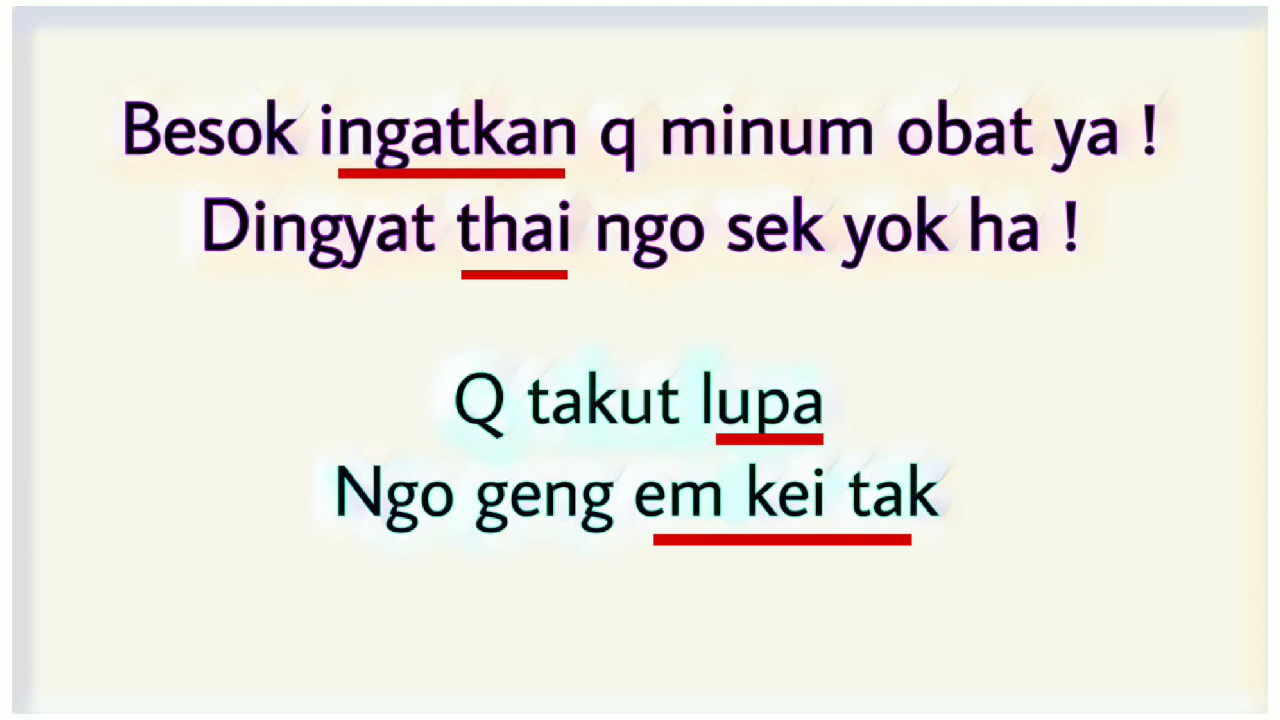 Besok ingatkan q minum obat ya !
Dingyat thai ngo sek yok ha !
Q takut lupa
Ngo geng em kei tak